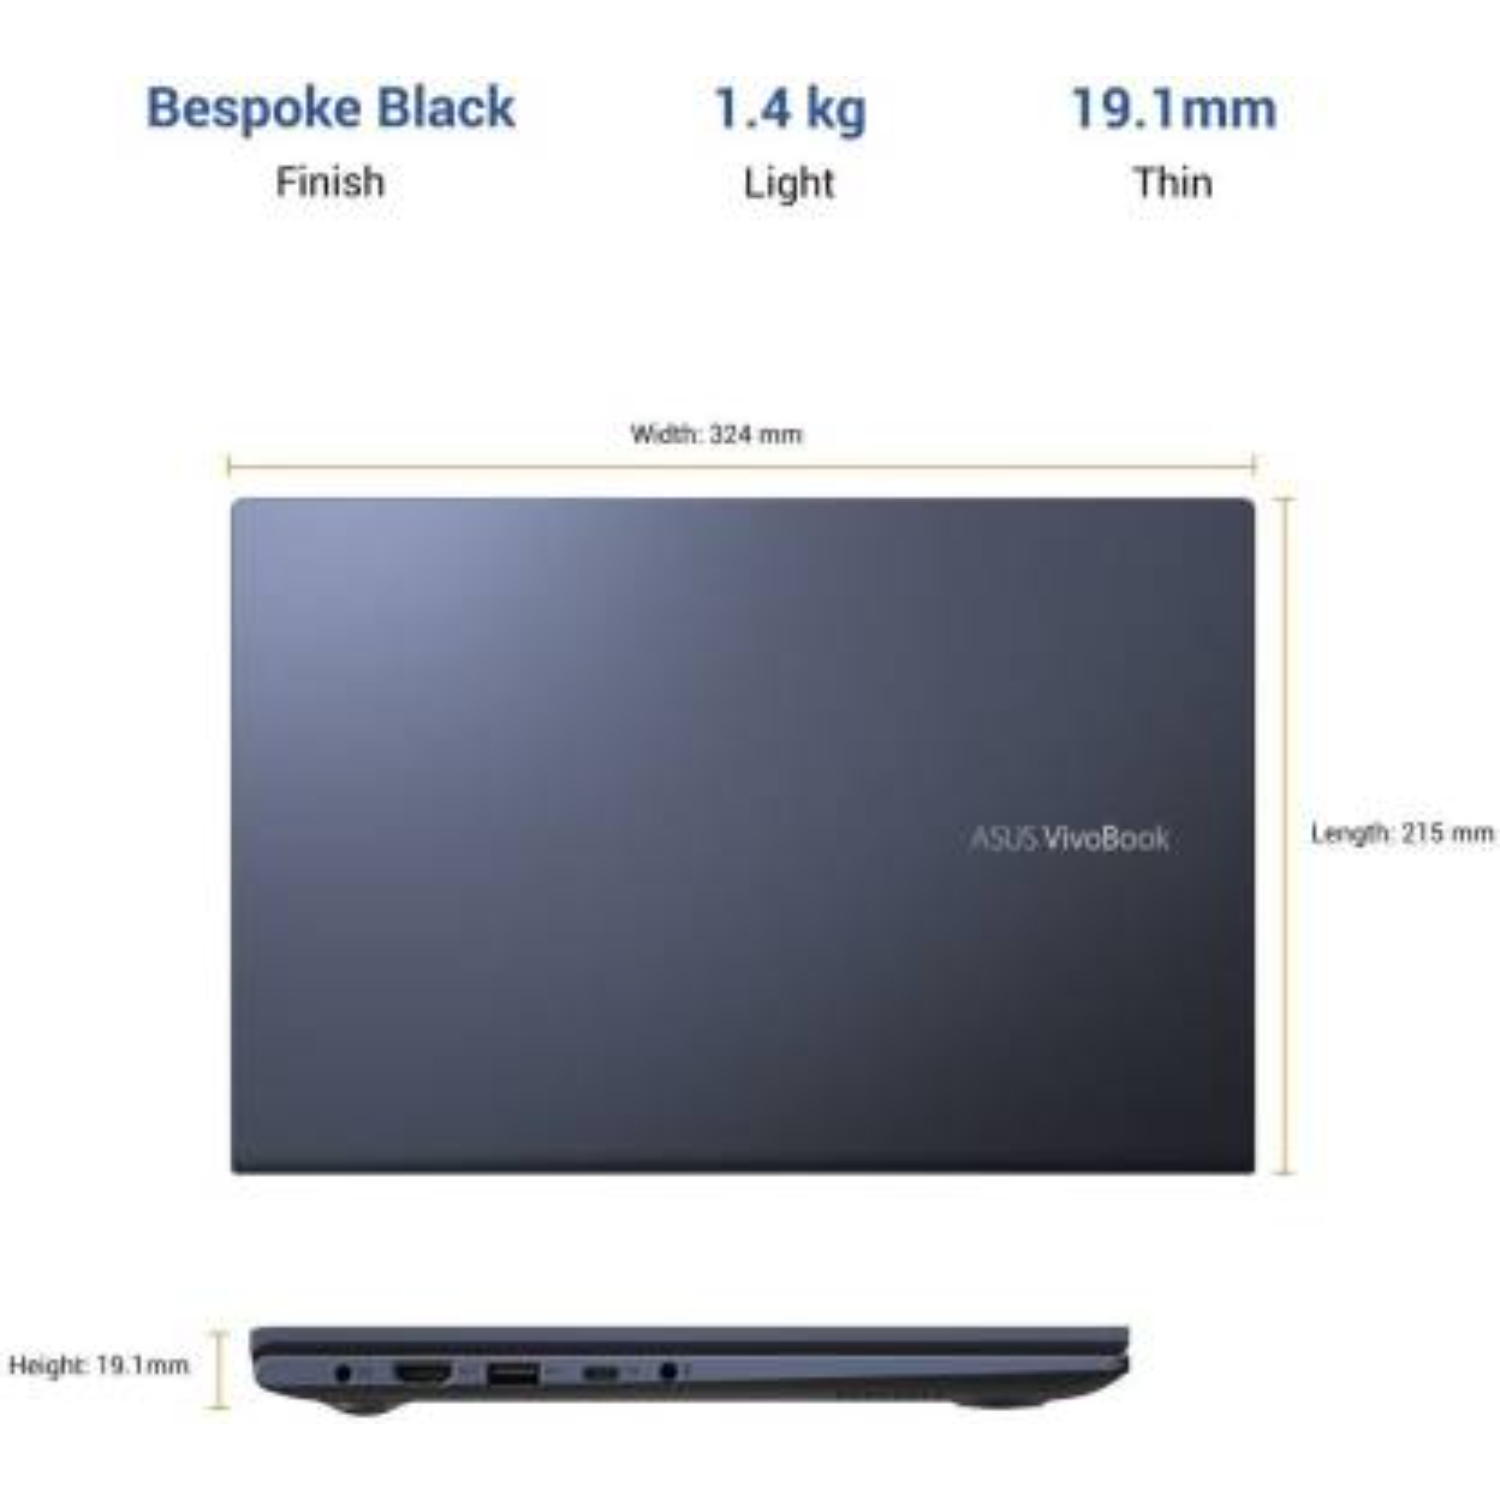 Bespoke Black 1.4 kg 19.1mm
Finish Light Thin
Width: 324 mm
ASUS VivoBook
Length: 215 mm
Height: 19.1mm